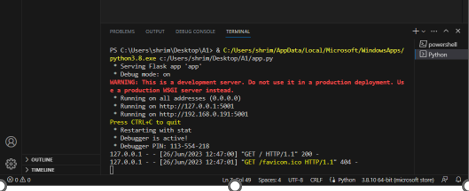 PROBLEMS OUTPUT DEBUG CONSOLE TERMINAL
powershell
Python
PS C:\Users\shrim\Desktop\A1> & C:/Users/shrim/AppData/Local/Microsoft/WindowsApps/
python3.8.exe c:/Users/shrim/Desktop/A1/app.py
* Serving Flask app 'app'
* Debug mode: on
WARNING: This is a development server. Do not use it in a production deployment. Us
e a production WSGI server instead.
* Running on all addresses (0.0.0.0)
* Running on http://127.0.0.1:5001
* Running on http://192.168.0.191:5001
Press CTRL+C to quit
* Restarting with stat
* Debugger is active!
* Debugger PIN: 113-554-218
127.0.0.1 - - [26/Jun/2023 12:47:00] "GET / HTTP/1.1" 200 -
127.0.0.1 - - [26/Jun/2023 12:47:01] "GET /favicon.ico HTTP/1.1" 404 -
OUTLINE
TIMELINE
0 0 Spaces: 4 UTF-8 CRLF Python 3.8.10 64-bit (microsoft store)